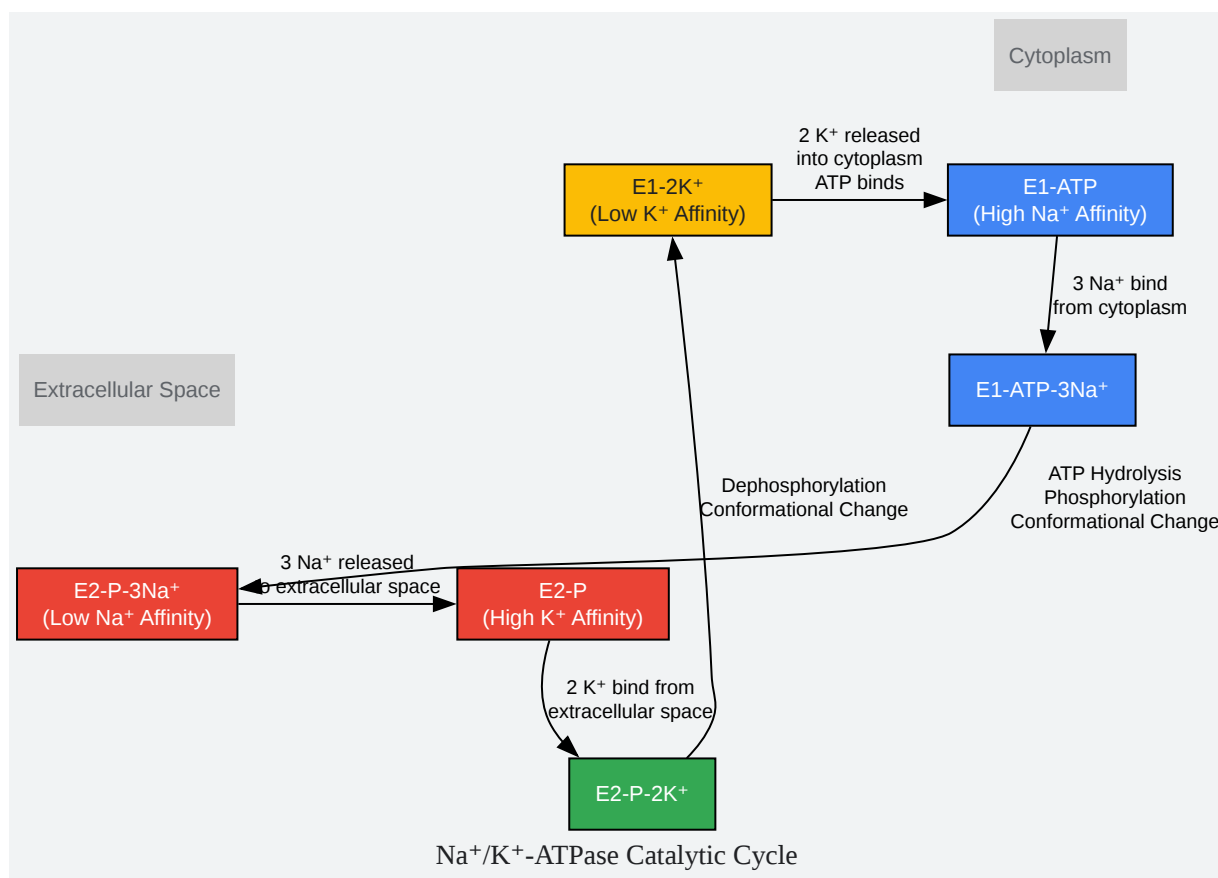 Cytoplasm
2 K⁺ released
into cytoplasm
ATP binds
E1-2K⁺
(Low K⁺ Affinity)
E1-ATP
(High Na⁺ Affinity)
3 Na⁺ bind
from cytoplasm
Extracellular Space
E1-ATP-3Na⁺
Dephosphorylation
Conformational Change
ATP Hydrolysis
Phosphorylation
Conformational Change
3 Na⁺ released
o extracellular space
E2-P-3Na⁺
(Low Na⁺ Affinity)
E2-P
(High K⁺ Affinity)
2 K⁺ bind from
extracellular space
E2-P-2K⁺
Na⁺/K⁺-ATPase Catalytic Cycle